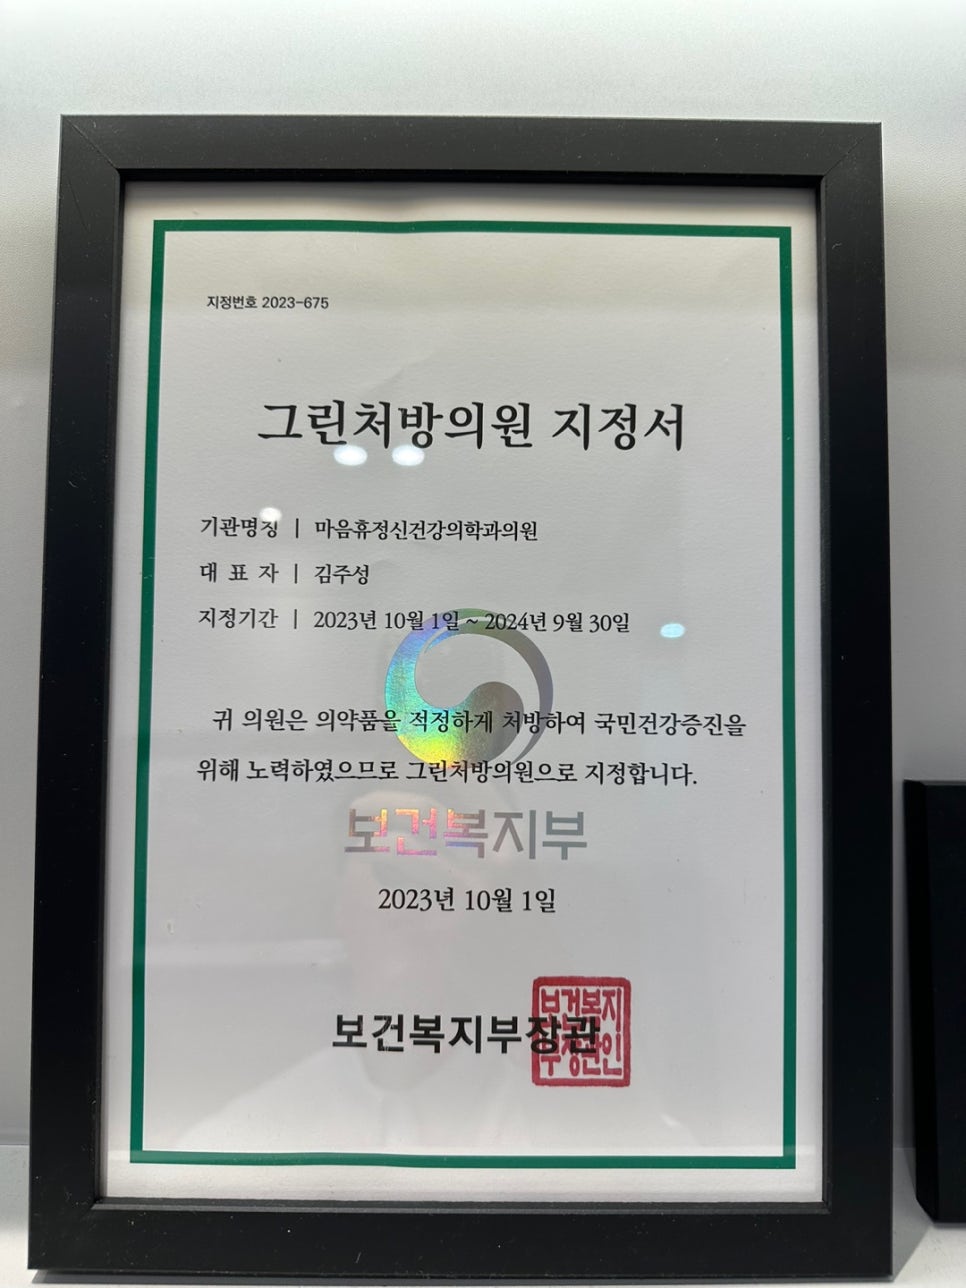 지정번호 2023-675
그린처방의원 지정서
기관명칭 | 마음휴정신건강의학과의원
대 표 자 | 김주성
지정기간 | 2023년 10월 1일 ~ 2024년 9월 30일
귀 의원은 의약품을 적정하게 처방하여 국민건강증진을
위해 노력하였으므로 그린처방의원으로 지정합니다.
보건복지부
2023년 10월 1일
보건복지부장관
보건복지
부장관인